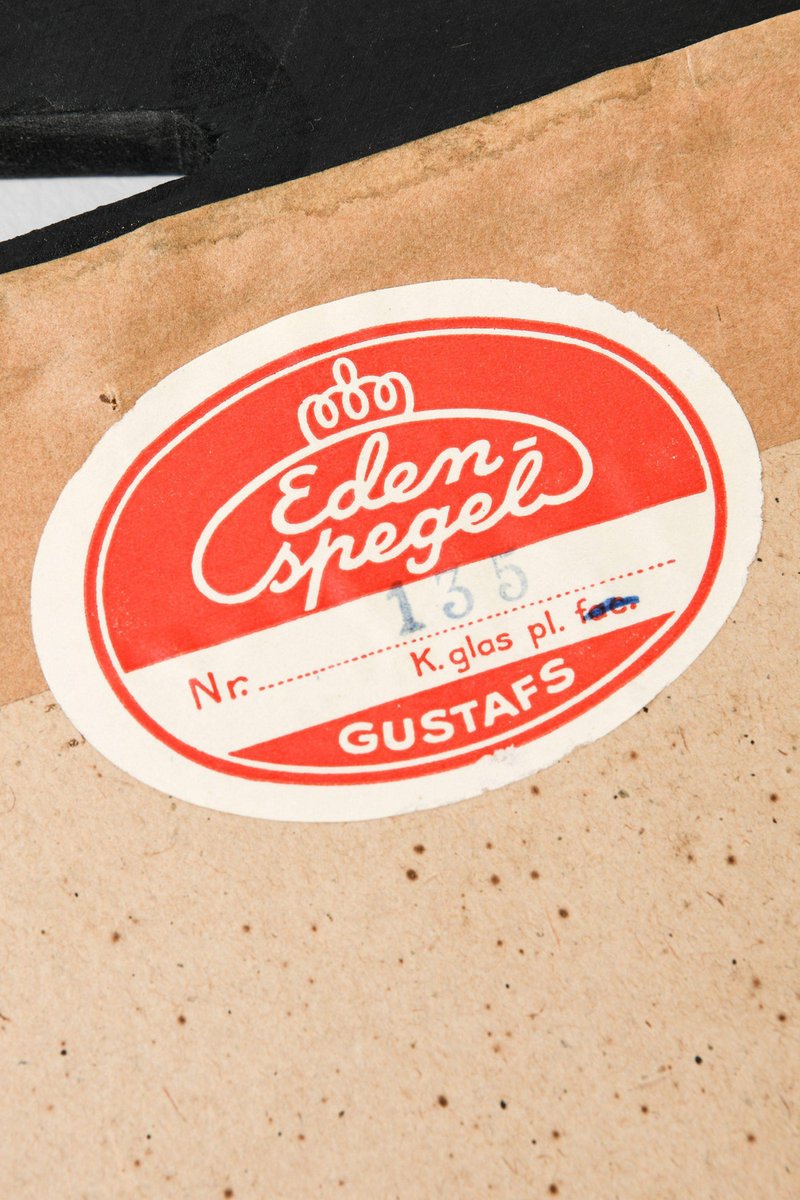 Eden-
spegel
135
Nr.
K. glas pl. fac.
GUSTAFS